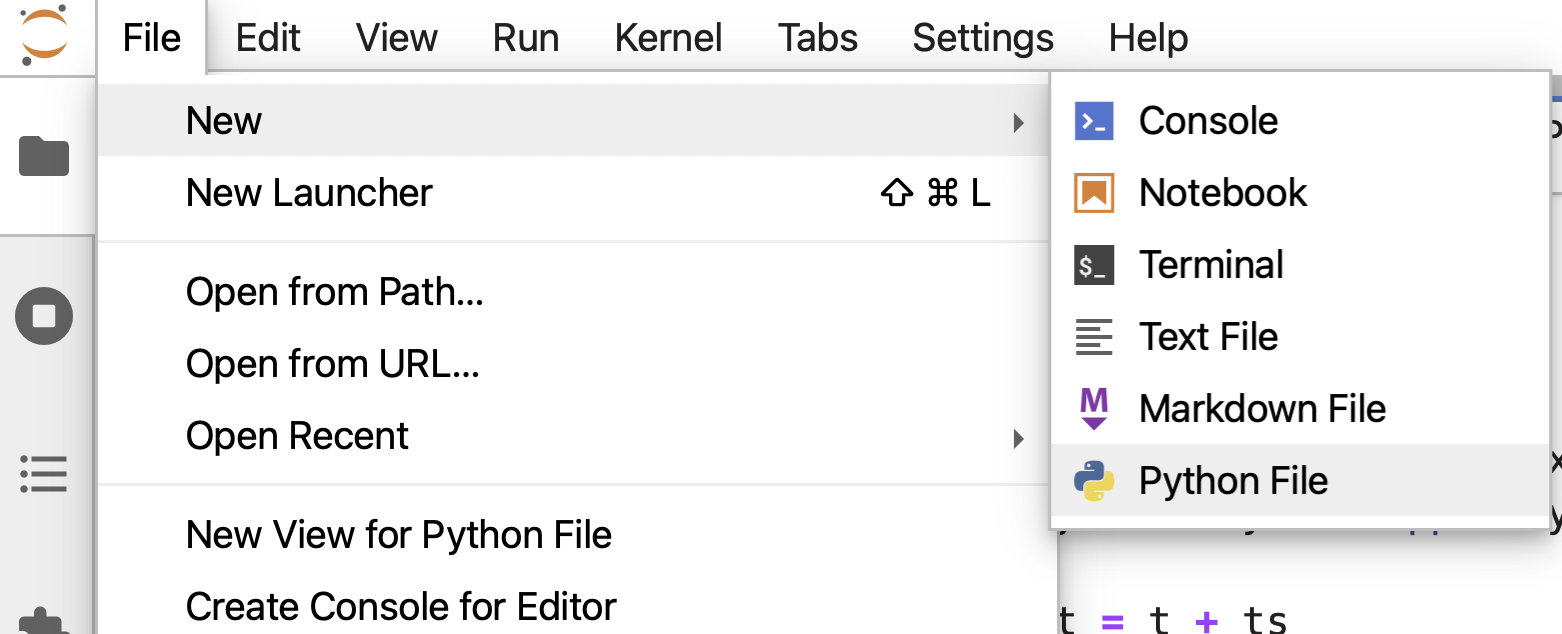 File Edit View Run Kernel Tabs Settings Help
New
New Launcher ⇧ ⌘ L
Open from Path...
Open from URL...
Open Recent
New View for Python File
Create Console for Editor
Console
Notebook
$_ Terminal
Text File
M Markdown File
Python File
t = t + ts